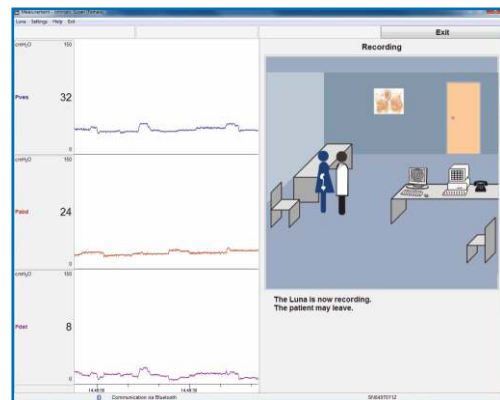 Luna Settings Help Exit
Exit
Recording
cmH₂O 150
Pves 32
0
cmH₂O 150
Pabd 24
0
cmH₂O 150
Pdet 8
0
The Luna is now recording.
The patient may leave.
Communication via Bluetooth